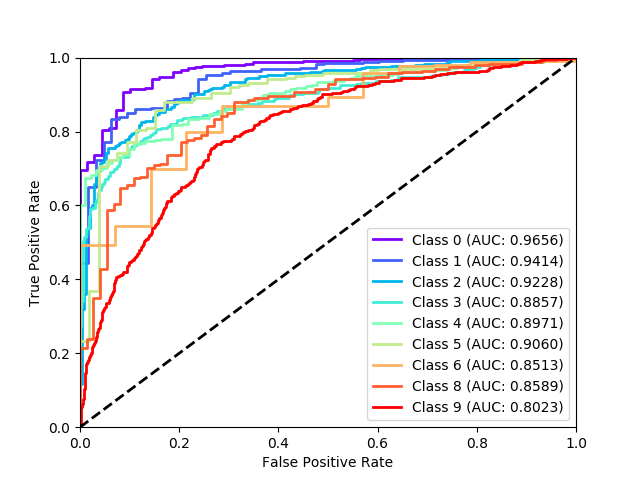 1.0
0.8
0.6
0.4
0.2
0.0
True Positive Rate
Class 0 (AUC: 0.9656)
Class 1 (AUC: 0.9414)
Class 2 (AUC: 0.9228)
Class 3 (AUC: 0.8857)
Class 4 (AUC: 0.8971)
Class 5 (AUC: 0.9060)
Class 6 (AUC: 0.8513)
Class 8 (AUC: 0.8589)
Class 9 (AUC: 0.8023)
0.0 0.2 0.4 0.6 0.8 1.0
False Positive Rate